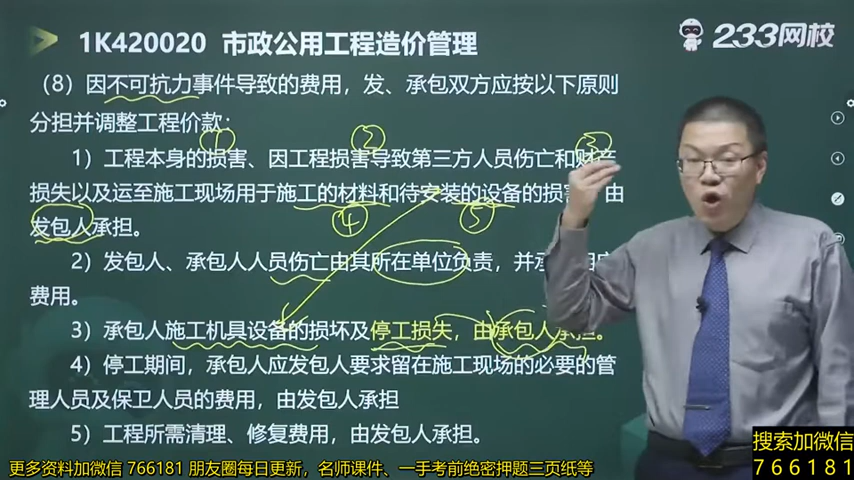 1K420020 市政公用工程造价管理
233网校
（8）因不可抗力事件导致的费用，发、承包双方应按以下原则
分担并调整工程价款：
① ② ③
1）工程本身的损害、因工程损害导致第三方人员伤亡和财产
损失以及运至施工现场用于施工的材料和待安装的设备的损害，由
④ ⑤
发包人承担。
2）发包人、承包人人员伤亡由其所在单位负责，并承
费用。
3）承包人施工机具设备的损坏及停工损失，由承包人承担。
4）停工期间，承包人应发包人要求留在施工现场的必要的管
理人员及保卫人员的费用，由发包人承担
5）工程所需清理、修复费用，由发包人承担。
搜索加微信
766181
更多资料加微信 766181 朋友圈每日更新，名师课件、一手考前绝密押题三页纸等